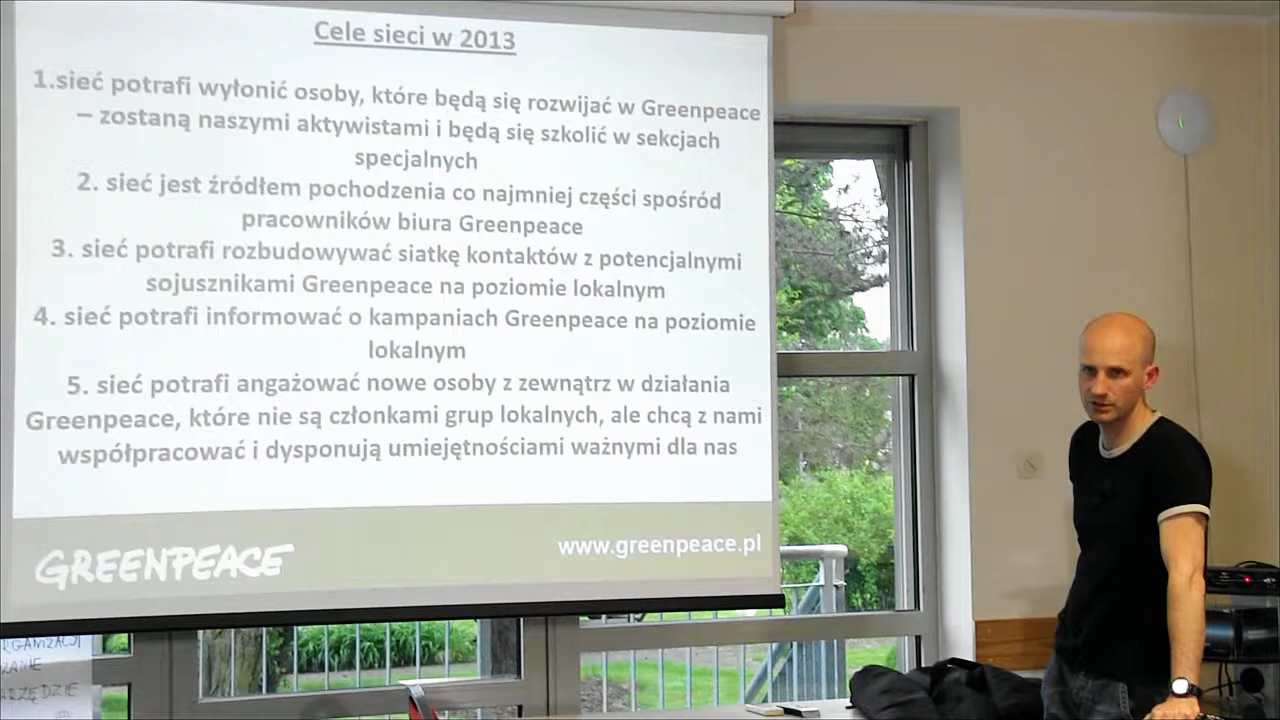 Cele sieci w 2013
1.sieć potrafi wyłonić osoby, które będą się rozwijać w Greenpeace
– zostaną naszymi aktywistami i będą się szkolić w sekcjach
specjalnych
2. sieć jest źródłem pochodzenia co najmniej części spośród
pracowników biura Greenpeace
3. sieć potrafi rozbudowywać siatkę kontaktów z potencjalnymi
sojusznikami Greenpeace na poziomie lokalnym
4. sieć potrafi informować o kampaniach Greenpeace na poziomie
lokalnym
5. sieć potrafi angażować nowe osoby z zewnątrz w działania
Greenpeace, które nie są członkami grup lokalnych, ale chcą z nami
współpracować i dysponują umiejętnościami ważnymi dla nas
GREENPEACE
www.greenpeace.pl